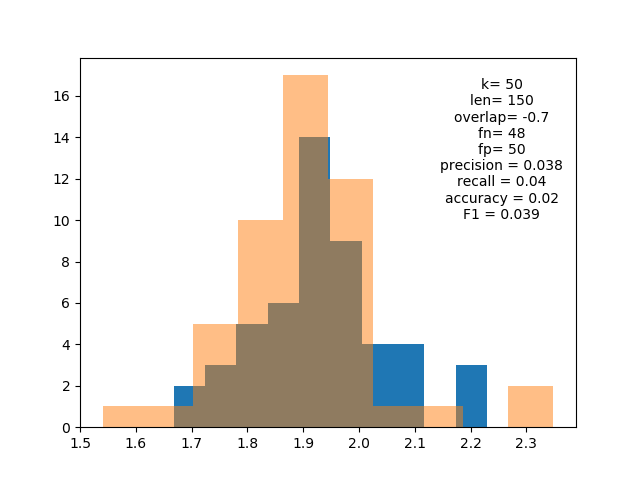 k= 50
len= 150
overlap= -0.7
fn= 48
fp= 50
precision = 0.038
recall = 0.04
accuracy = 0.02
F1 = 0.039
16
14
12
10
8
6
4
2
0
1.5 1.6 1.7 1.8 1.9 2.0 2.1 2.2 2.3